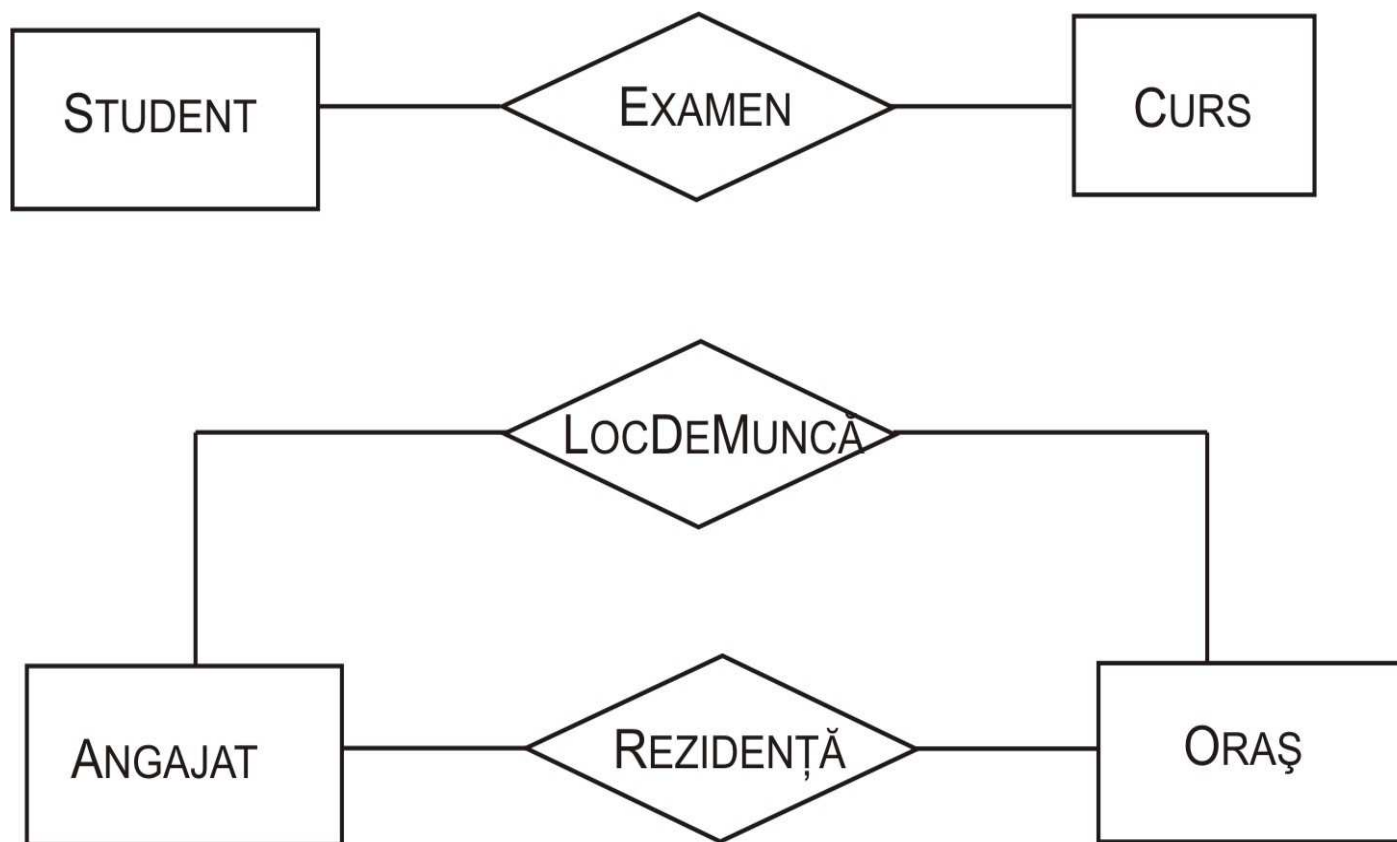 STUDENT
EXAMEN
CURS
LOCDEMUNCĂ
ANGAJAT
REZIDENȚĂ
ORAŞ